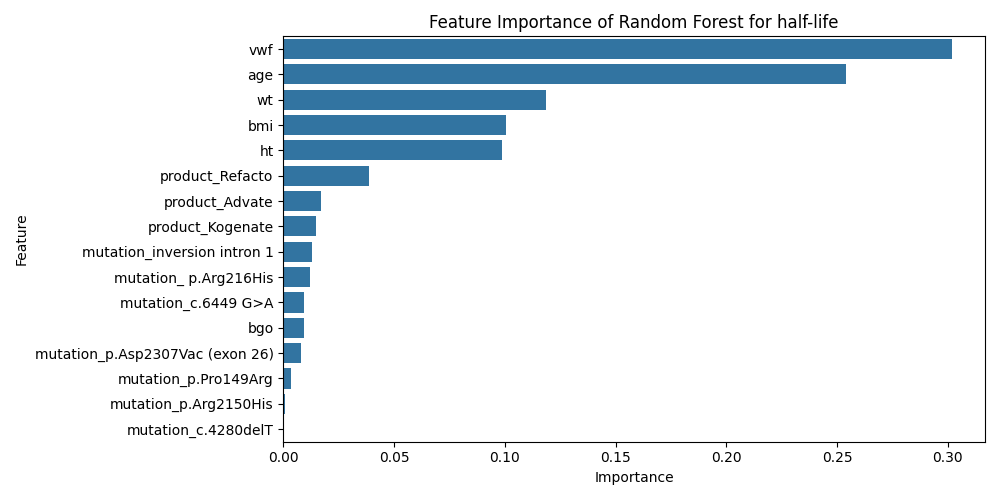 Feature Importance of Random Forest for half-life
vwf
age
wt
bmi
ht
product_Refacto
product_Advate
product_Kogenate
mutation_inversion intron 1
mutation_ p.Arg216His
mutation_c.6449 G>A
bgo
mutation_p.Asp2307Vac (exon 26)
mutation_p.Pro149Arg
mutation_p.Arg2150His
mutation_c.4280delT
Feature
0.00 0.05 0.10 0.15 0.20 0.25 0.30
Importance